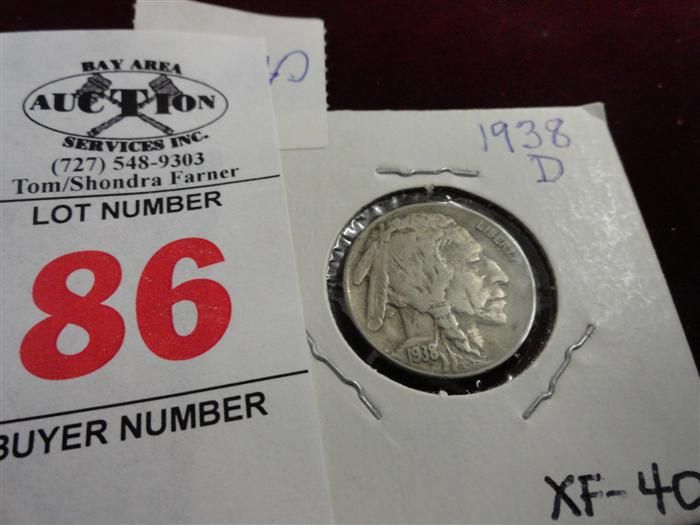 BAY AREA
AUCTION
SERVICES INC.
(727) 548-9303
Tom/Shondra Farner
LOT NUMBER
86
BUYER NUMBER
1938
D
LIBERTY
1938
XF-40